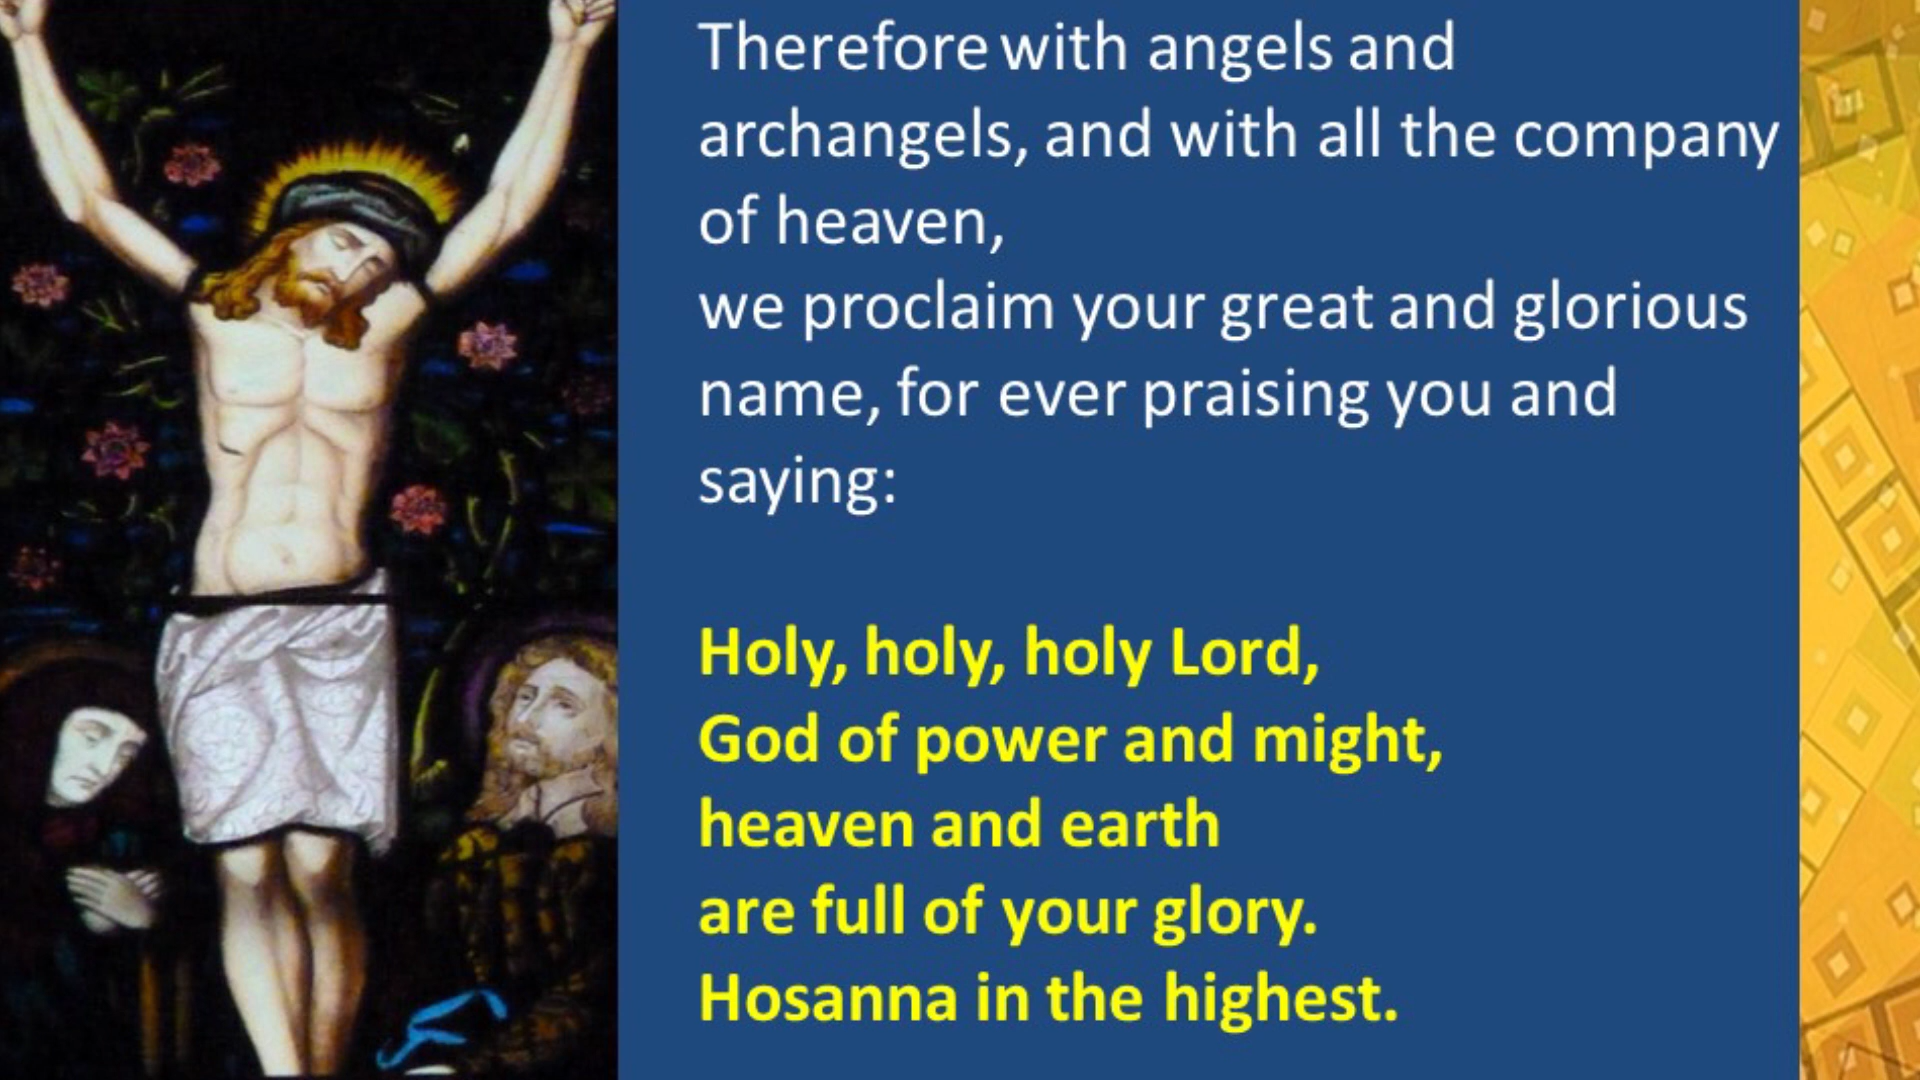 Therefore with angels and
archangels, and with all the company
of heaven,
we proclaim your great and glorious
name, for ever praising you and
saying:
Holy, holy, holy Lord,
God of power and might,
heaven and earth
are full of your glory.
Hosanna in the highest.